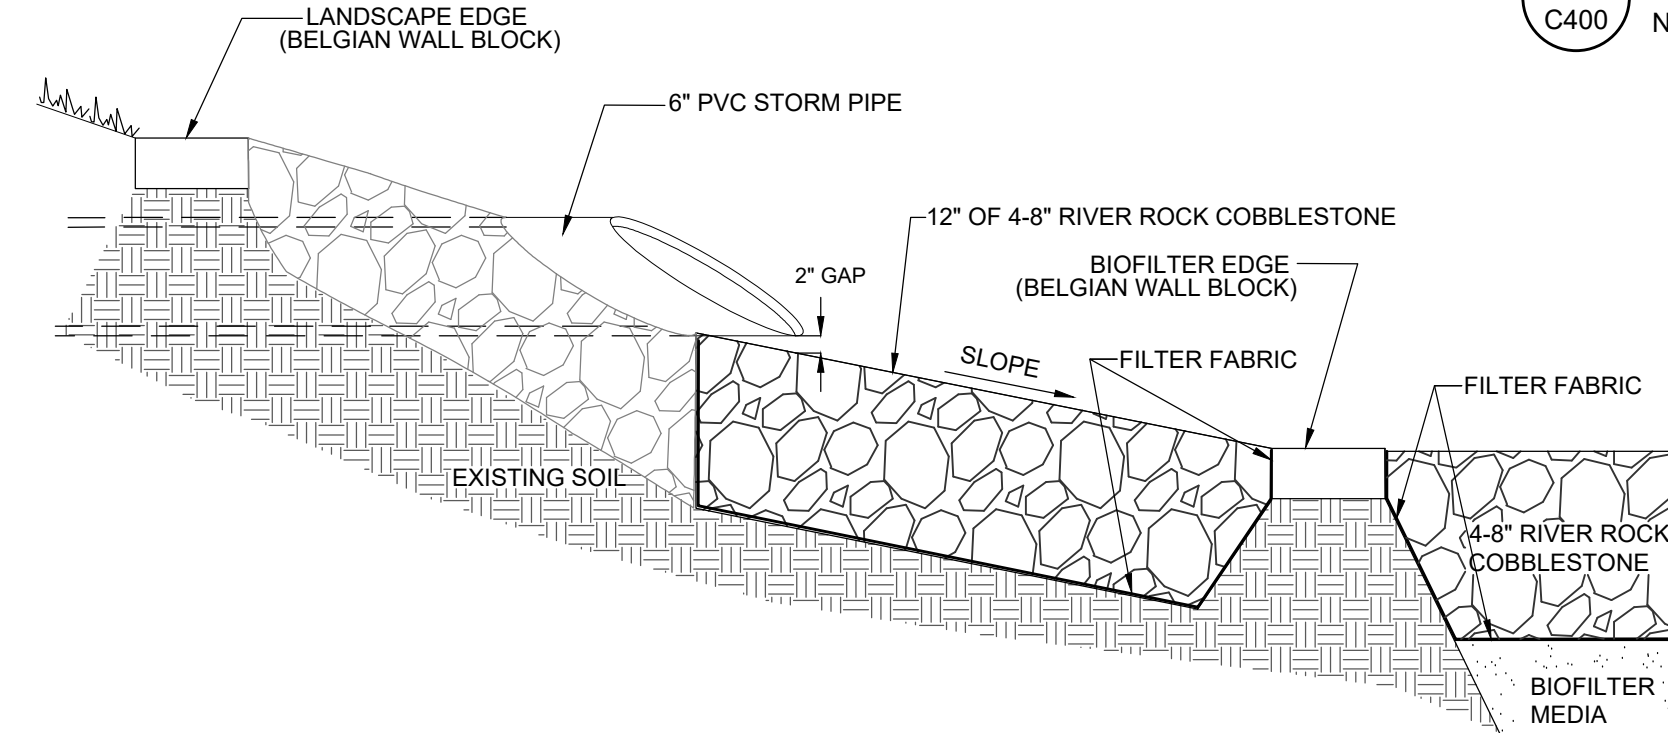 LANDSCAPE EDGE
(BELGIAN WALL BLOCK)
C400
N
6" PVC STORM PIPE
12" OF 4-8" RIVER ROCK COBBLESTONE
2" GAP
BIOFILTER EDGE
(BELGIAN WALL BLOCK)
SLOPE
FILTER FABRIC
FILTER FABRIC
EXISTING SOIL
4-8" RIVER ROCK
COBBLESTONE
BIOFILTER
MEDIA